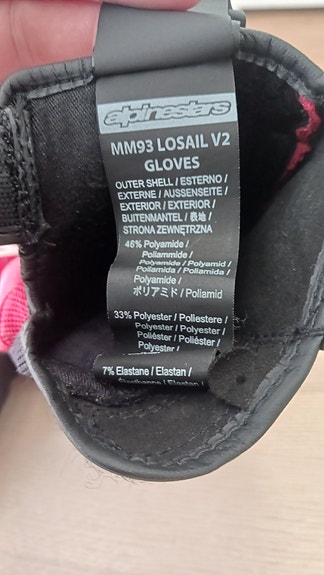 alpinestars
MM93 LOSAIL V2
GLOVES
OUTER SHELL / ESTERNO /
EXTERNE / AUSSENSEITE /
EXTERIOR / EXTERIOR /
BUITENMANTEL / 表地 /
STRONA ZEWNĘTRZNA
46% Polyamide /
Poliammide /
Polyamide / Polyamid /
Poliamida / Poliamida /
Polyamide /
ポリアミド / Poliamid
33% Polyester / Poliestere /
Polyester / Polyester /
Poliéster / Poliéster /
Polyester /
7% Elastane / Elastan /
Élasthanne / Elastan /